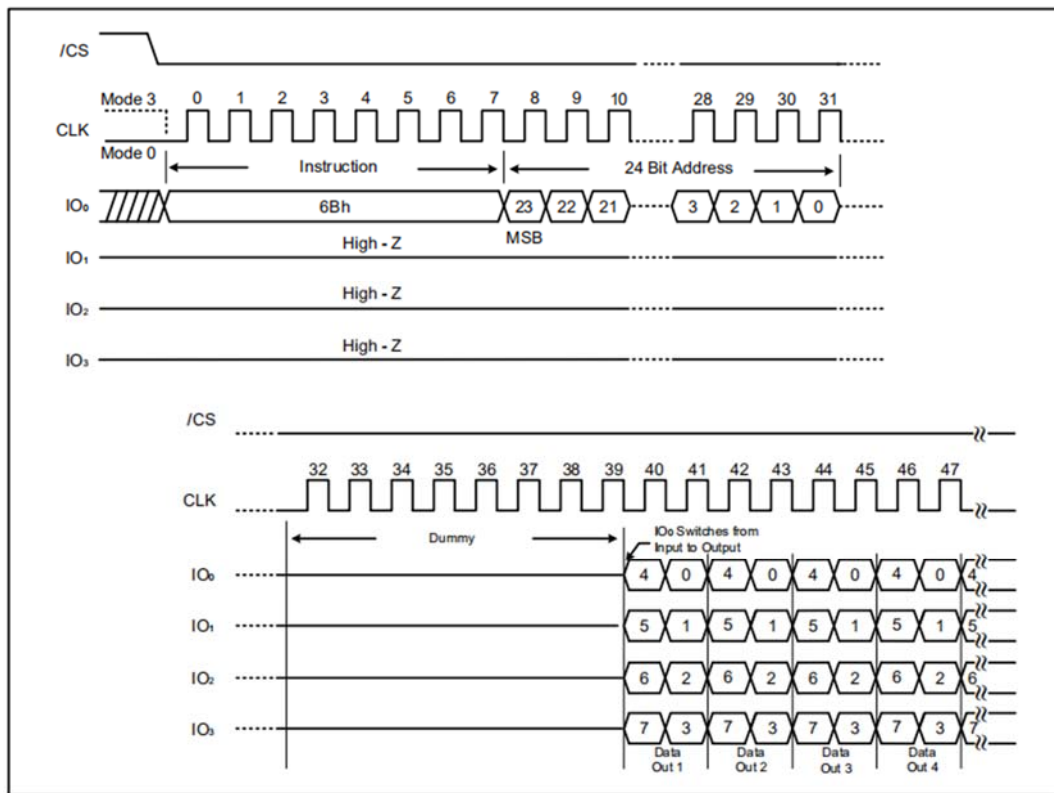 /CS
Mode 3 0 1 2 3 4 5 6 7 8 9 10 28 29 30 31
CLK
Mode 0
Instruction 24 Bit Address
IO₀ 6Bh 23 22 21 3 2 1 0
MSB
High - Z
IO₁
High - Z
IO₂
High - Z
IO₃
/CS
32 33 34 35 36 37 38 39 40 41 42 43 44 45 46 47
CLK
Dummy
IO₀ Switches from
Input to Output
IO₀ 4 0 4 0 4 0 4 0 4
IO₁ 5 1 5 1 5 1 5 1 5
IO₂ 6 2 6 2 6 2 6 2 6
IO₃ 7 3 7 3 7 3 7 3 7
Data Data Data Data
Out 1 Out 2 Out 3 Out 4